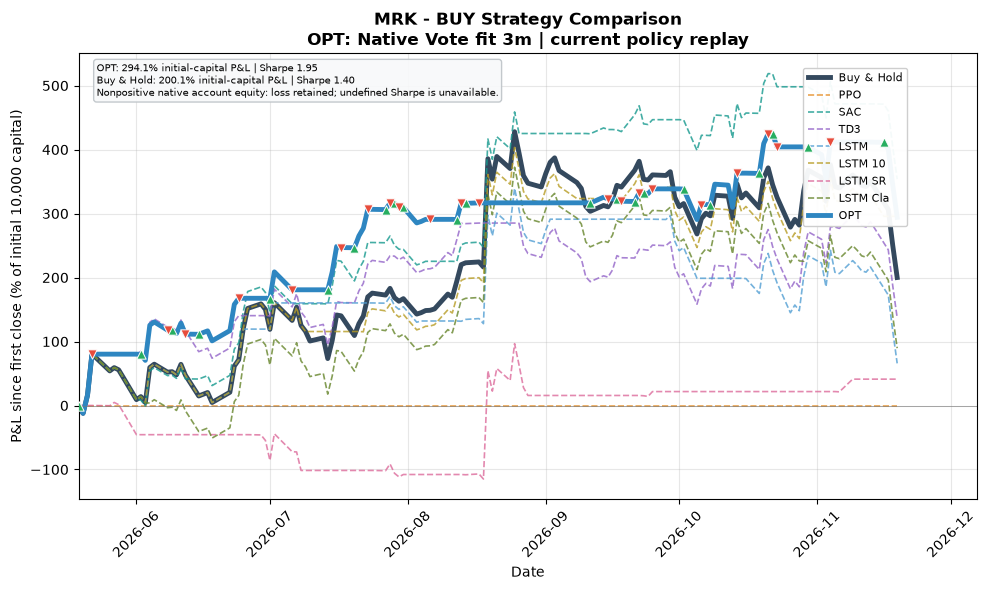 MRK - BUY Strategy Comparison
OPT: Native Vote fit 3m | current policy replay
OPT: 294.1% initial-capital P&L | Sharpe 1.95
Buy & Hold: 200.1% initial-capital P&L | Sharpe 1.40
Nonpositive native account equity: loss retained; undefined Sharpe is unavailable.
Buy & Hold
PPO
SAC
TD3
LSTM
LSTM 10
LSTM SR
LSTM Cla
OPT
P&L since first close (% of initial 10,000 capital)
500
400
300
200
100
0
−100
2026-06
2026-07
2026-08
2026-09
2026-10
2026-11
2026-12
Date